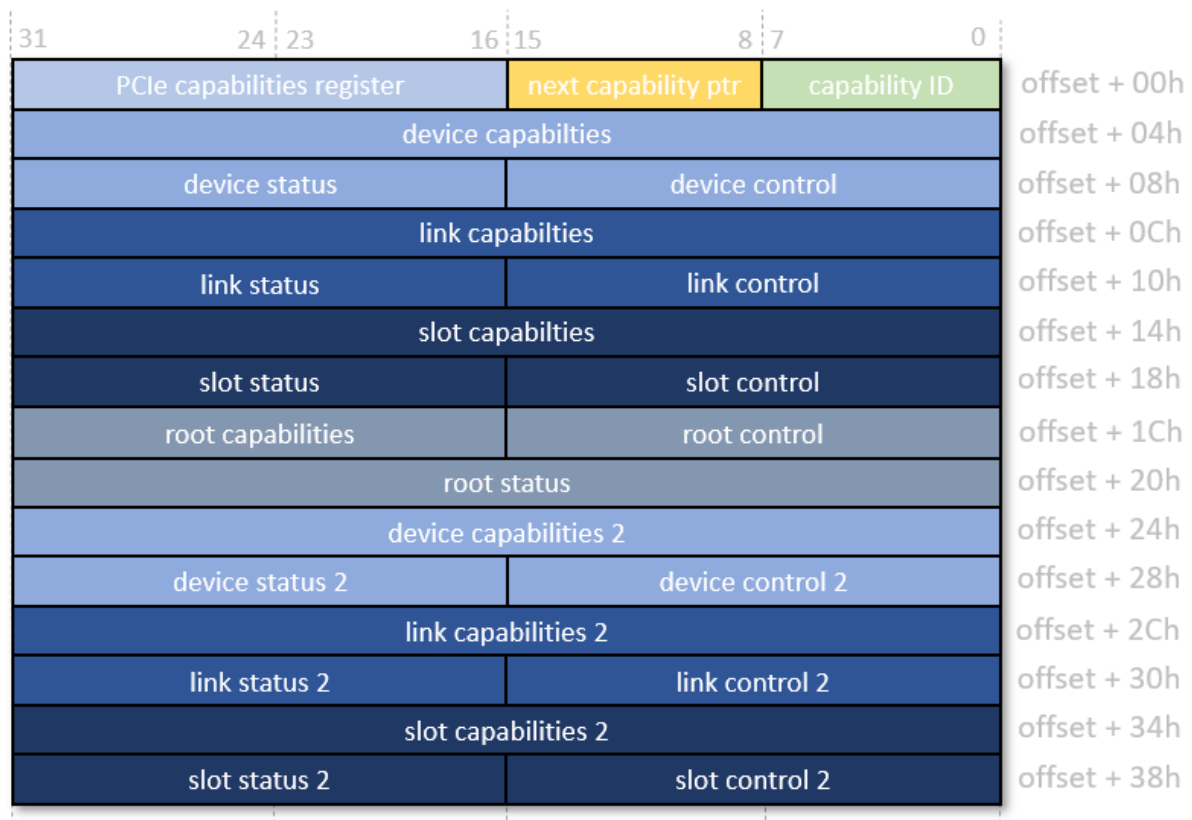 31 24 23 16 15 8 7 0
PCIe capabilities register next capability ptr capability ID offset + 00h
device capabilties offset + 04h
device status device control offset + 08h
link capabilties offset + 0Ch
link status link control offset + 10h
slot capabilties offset + 14h
slot status slot control offset + 18h
root capabilities root control offset + 1Ch
root status offset + 20h
device capabilities 2 offset + 24h
device status 2 device control 2 offset + 28h
link capabilities 2 offset + 2Ch
link status 2 link control 2 offset + 30h
slot capabilities 2 offset + 34h
slot status 2 slot control 2 offset + 38h